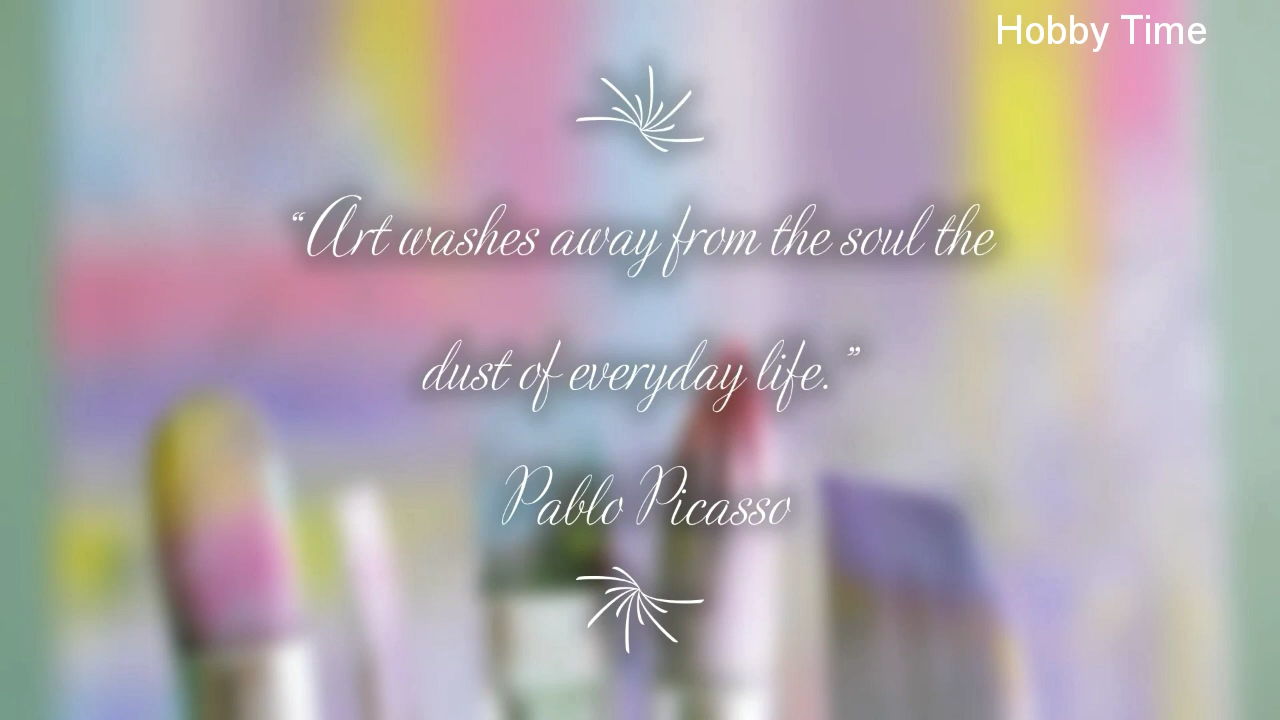 Hobby Time
“Art washes away from the soul the
dust of everyday life.”
Pablo Picasso